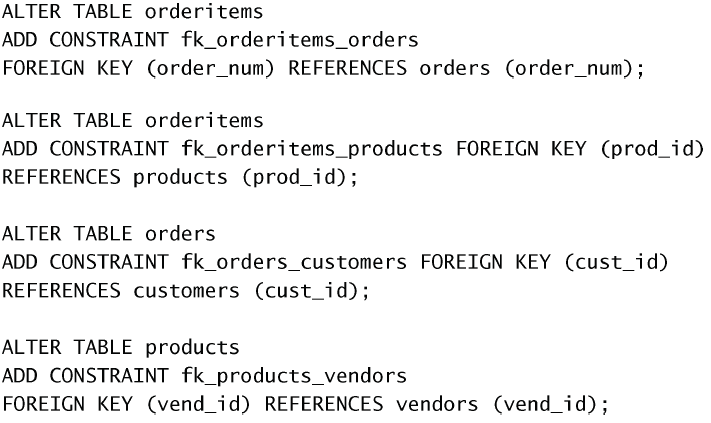 ALTER TABLE orderitems
ADD CONSTRAINT fk_orderitems_orders
FOREIGN KEY (order_num) REFERENCES orders (order_num);
ALTER TABLE orderitems
ADD CONSTRAINT fk_orderitems_products FOREIGN KEY (prod_id)
REFERENCES products (prod_id);
ALTER TABLE orders
ADD CONSTRAINT fk_orders_customers FOREIGN KEY (cust_id)
REFERENCES customers (cust_id);
ALTER TABLE products
ADD CONSTRAINT fk_products_vendors
FOREIGN KEY (vend_id) REFERENCES vendors (vend_id);